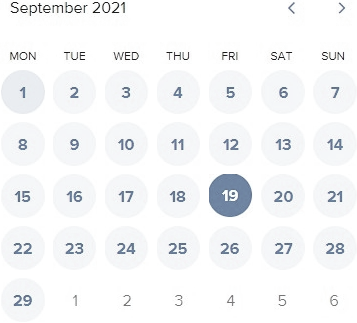 September 2021 < >
MON TUE WED THU FRI SAT SUN
1 2 3 4 5 6 7
8 9 10 11 12 13 14
15 16 17 18 19 20 21
22 23 24 25 26 27 28
29 1 2 3 4 5 6